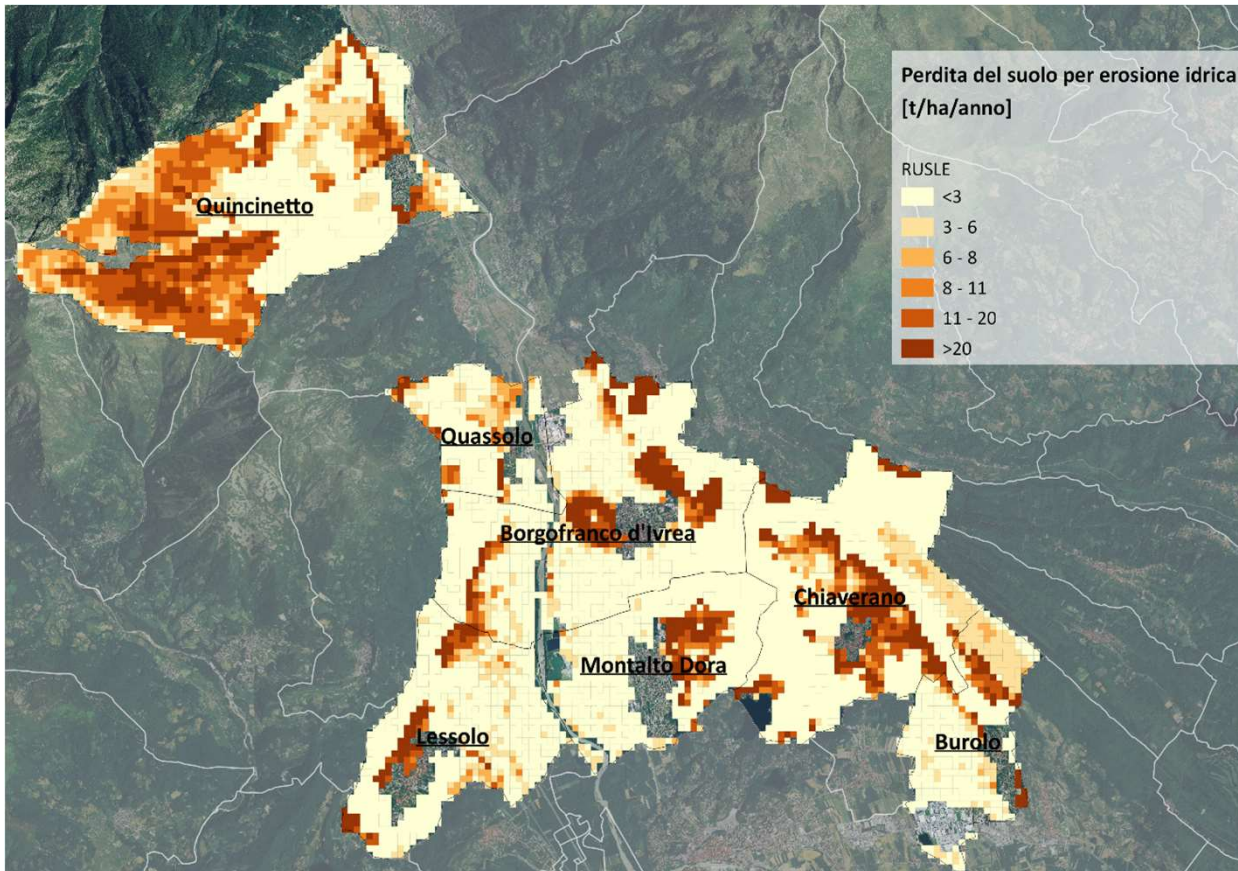 Perdita del suolo per erosione idrica
[t/ha/anno]
RUSLE
<3
3 - 6
6 - 8
8 - 11
11 - 20
>20
Quincinetto
Quassolo
Borgofranco d'Ivrea
Chiaverano
Montalto Dora
Lessolo
Burolo